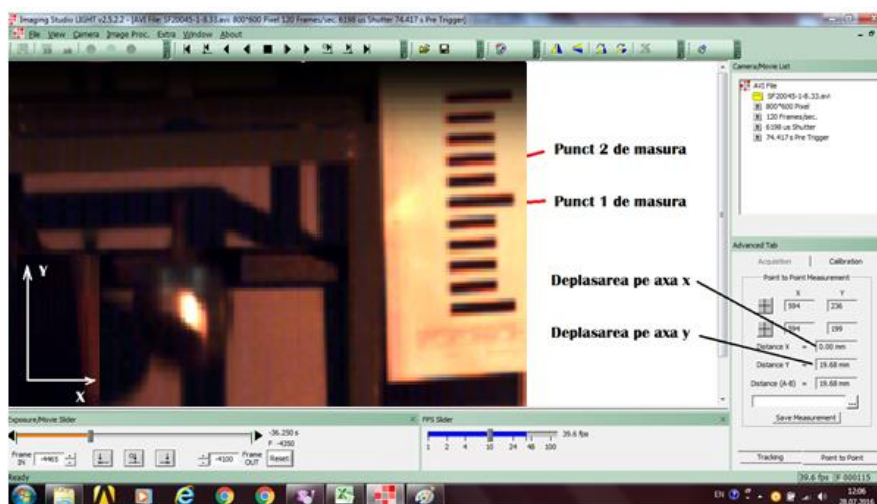 Imaging Studio LIGHT v2.5.2.2 - [AVI File: SF20045-1-8.33.avi 800*600 Pixel 120 Frames/sec. 6198 us Shutter 74.417 s Pre Trigger]
File View Camera Image Proc. Extra Window About
Camera/Movie List
AVI File
SF20045-1-8.33.avi
800*600 Pixel
120 Frames/sec.
6198 us Shutter
74.417 s Pre Trigger
Punct 2 de masura
Punct 1 de masura
Deplasarea pe axa x
Deplasarea pe axa y
Y
X
Advanced Tab
Acquisition Calibration
Point to Point Measurement
X Y
594 236
594 199
Distance X = 0.00 mm
Distance Y = 19.68 mm
Distance (A-B) = 19.68 mm
...
Save Measurement
Tracking Point to Point
Exposure/Movie Slider
-36.250 s
F -4350
Frame IN -4465
-4100 Frame OUT Reset
FPS Slider
39.6 fps
1 2 4 6 10 24 48 100
Ready
39.6 fps F 000115
EN
12:06
28.07.2016